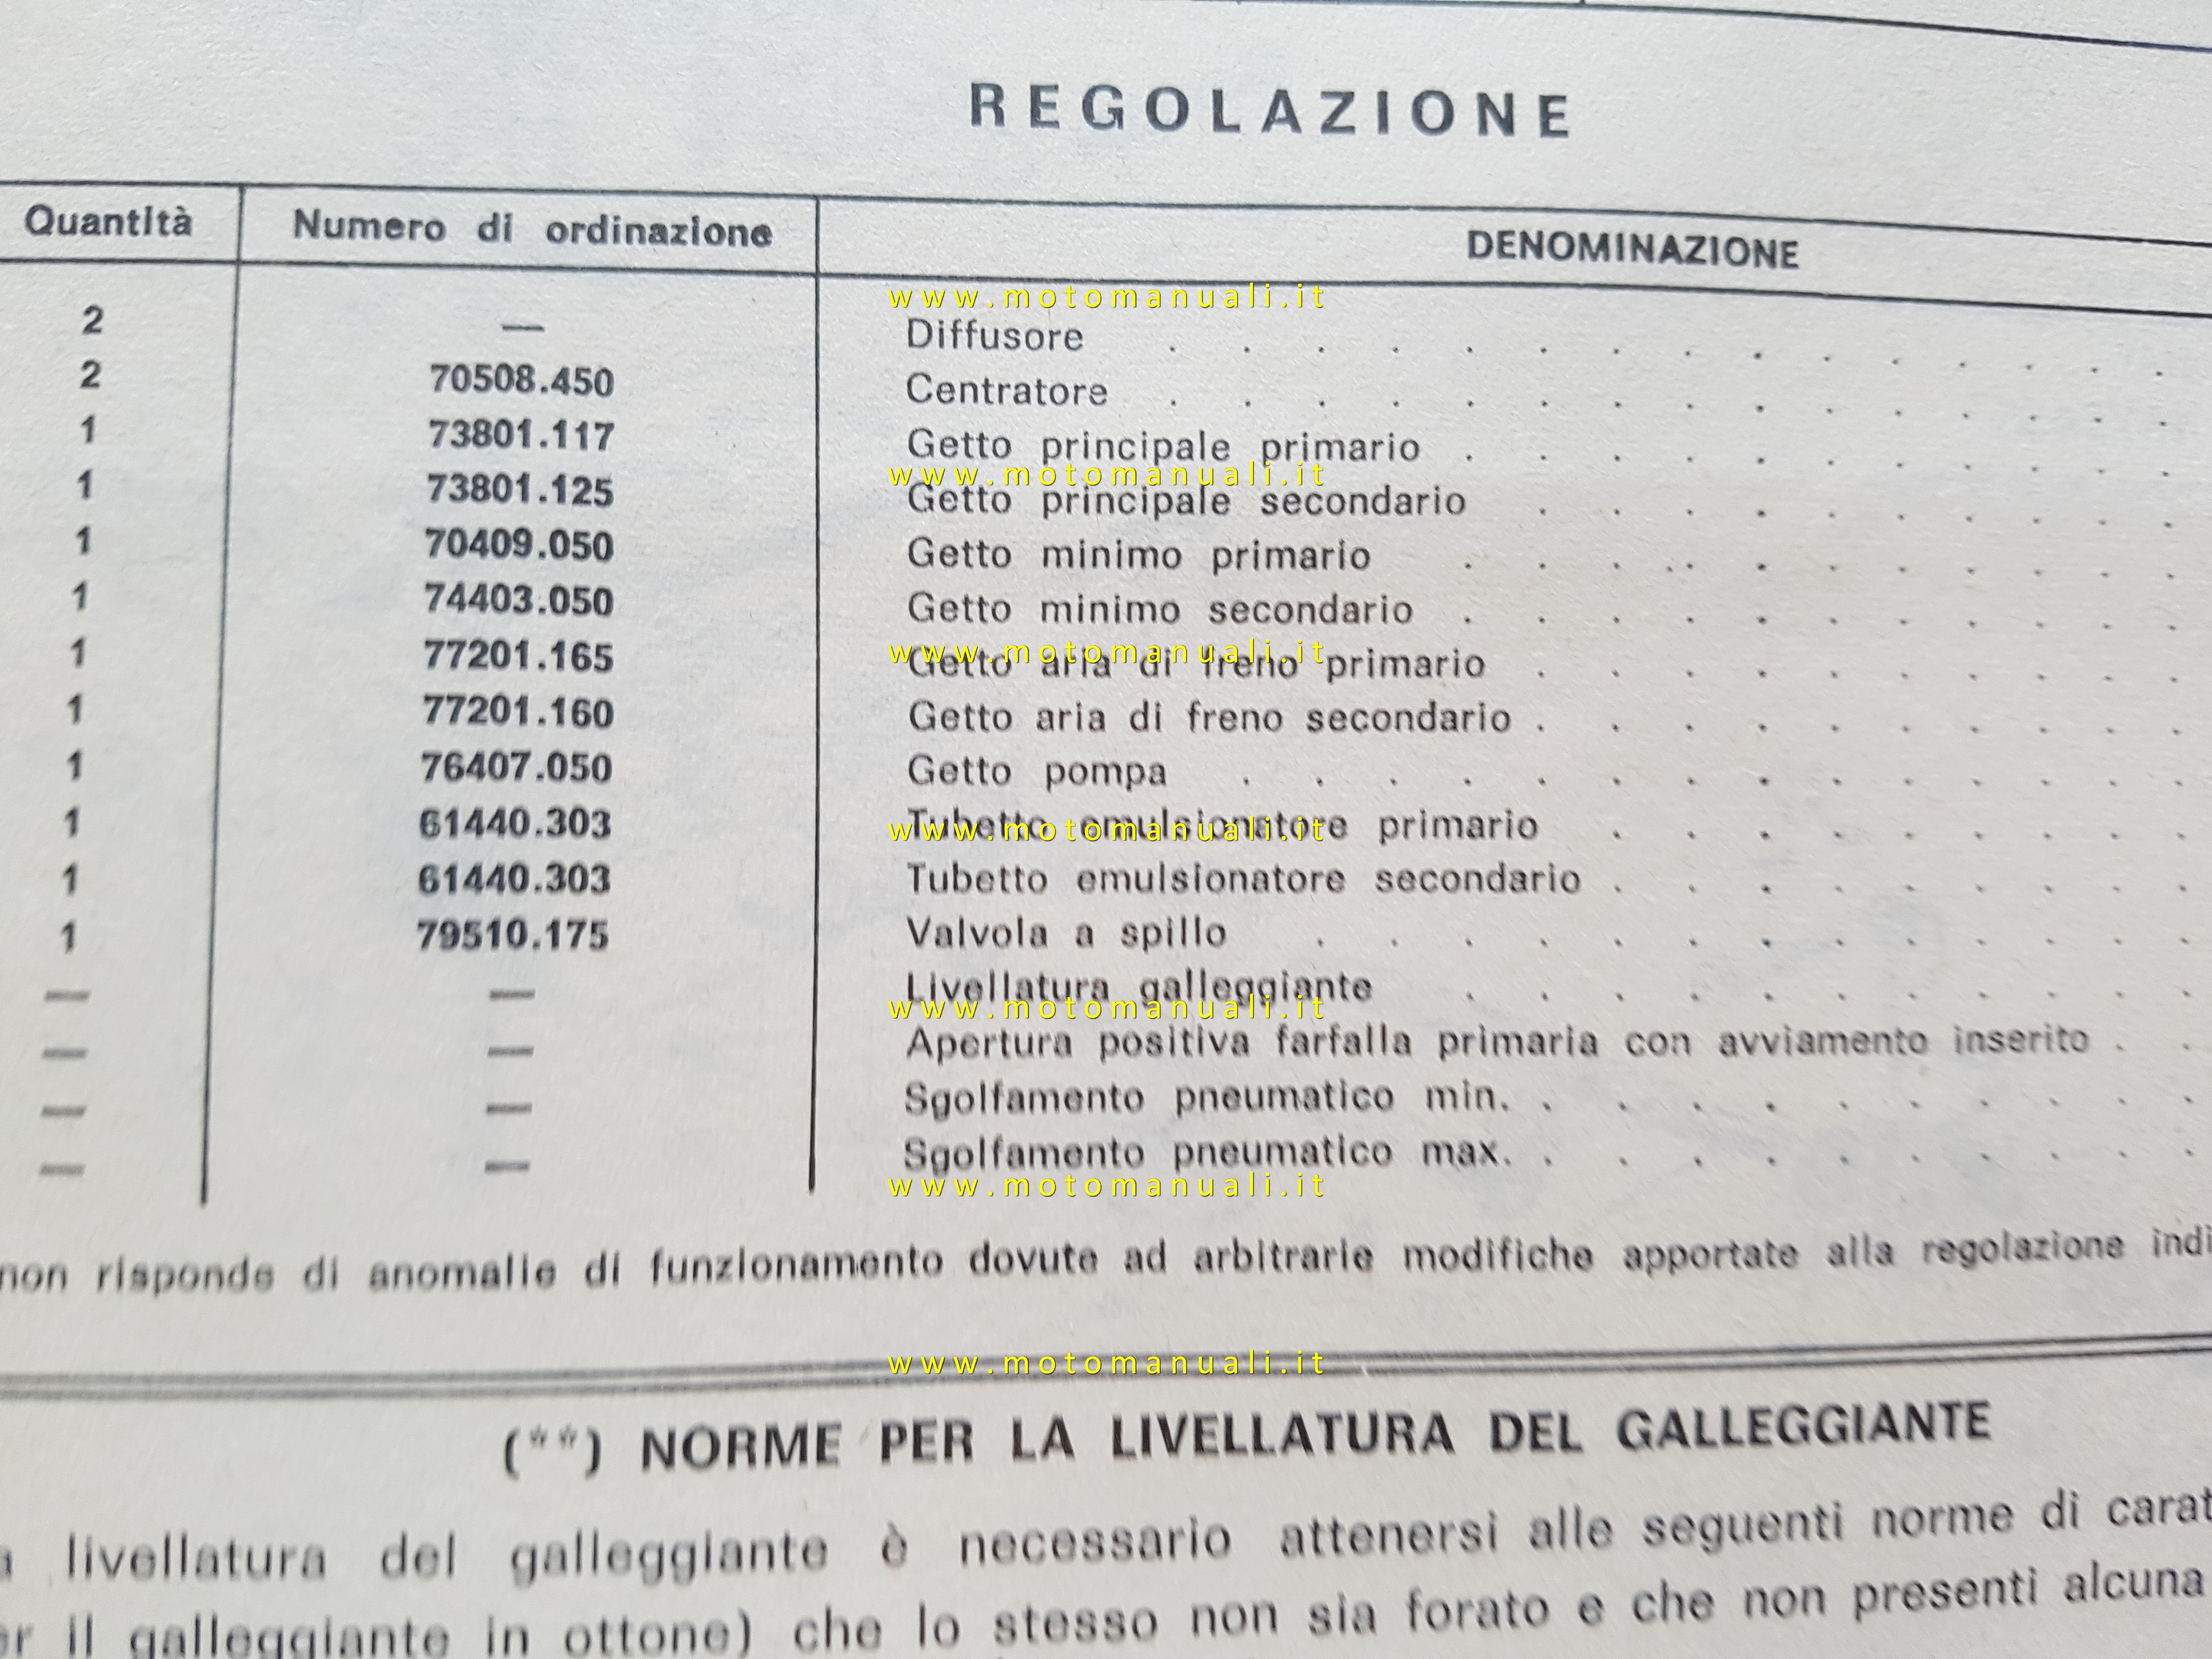 REGOLAZIONE
Quantità Numero di ordinazione DENOMINAZIONE
www.motomanuali.it
2 — Diffusore . . . . . . . . . . . . . .
2 70508.450 Centratore . . . . . . . . . . . . . .
1 73801.117 Getto principale primario . . . . . . . . . .
www.motomanuali.it
1 73801.125 Getto principale secondario . . . . . . . . .
1 70409.050 Getto minimo primario . . . . . . . . . . .
1 74403.050 Getto minimo secondario . . . . . . . . . .
www.motomanuali.it
1 77201.165 Getto aria di freno primario . . . . . . . . .
1 77201.160 Getto aria di freno secondario . . . . . . . . .
1 76407.050 Getto pompa . . . . . . . . . . . . .
1 61440.303 Tubetto emulsionatore primario . . . . . . . .
www.motomanuali.it
1 61440.303 Tubetto emulsionatore secondario . . . . . . . .
1 79510.175 Valvola a spillo . . . . . . . . . . . .
— — Livellatura galleggiante . . . . . . . . . .
www.motomanuali.it
— — Apertura positiva farfalla primaria con avviamento inserito . .
— — Sgolfamento pneumatico min. . . . . . . . . .
— — Sgolfamento pneumatico max. . . . . . . . . .
www.motomanuali.it
non risponde di anomalie di funzionamento dovute ad arbitrarie modifiche apportate alla regolazione indi
www.motomanuali.it
(**) NORME PER LA LIVELLATURA DEL GALLEGGIANTE
a livellatura del galleggiante è necessario attenersi alle seguenti norme di carat
er il galleggiante in ottone) che lo stesso non sia forato e che non presenti alcuna